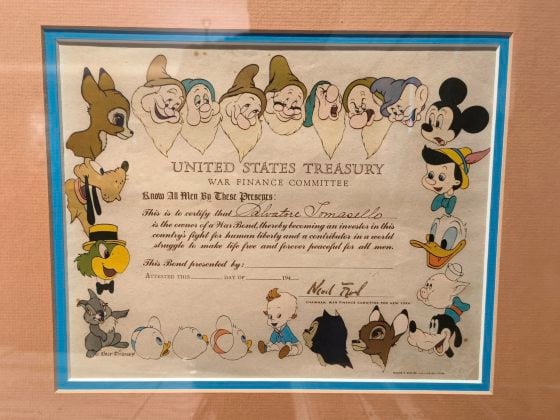 UNITED STATES TREASURY
WAR FINANCE COMMITTEE
Know All Men By These Presents:
This is to certify that Salvatore Tomasello
is the owner of a War Bond, thereby becoming an investor in this
country's fight for human liberty and a contributor in a world
struggle to make life free and forever peaceful for all men.
This Bond presented by:
ATTESTED THIS DAY OF 194
CHAIRMAN, WAR FINANCE COMMITTEE FOR NEW YORK
Walt Disney